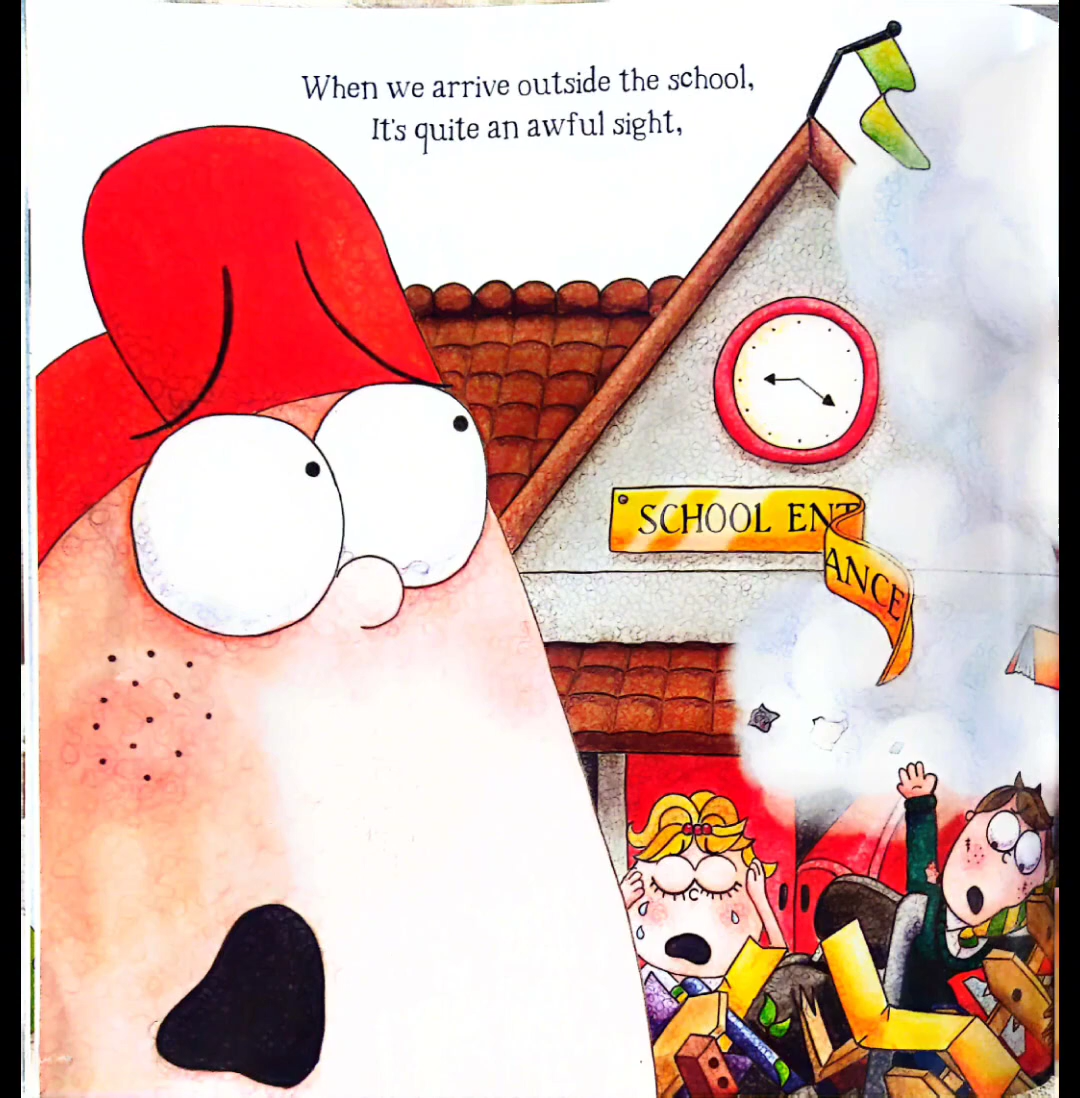 When we arrive outside the school,
It's quite an awful sight,
SCHOOL ENT
ANCE